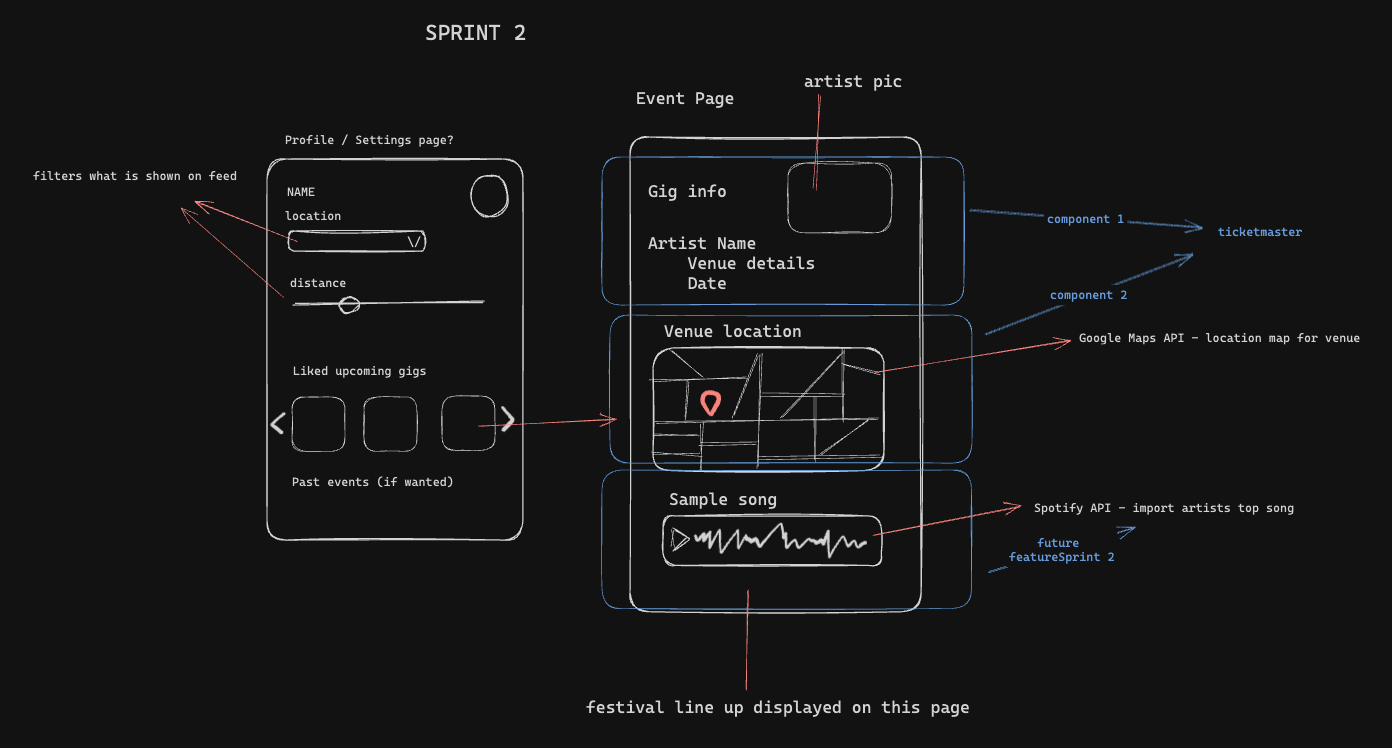 SPRINT 2
artist pic
Event Page
Profile / Settings page?
filters what is shown on feed
NAME
location
\/
distance
Liked upcoming gigs
Past events (if wanted)
Gig info
Artist Name
Venue details
Date
component 1
ticketmaster
component 2
Venue location
Google Maps API - location map for venue
Sample song
Spotify API - import artists top song
future
featureSprint 2
festival line up displayed on this page